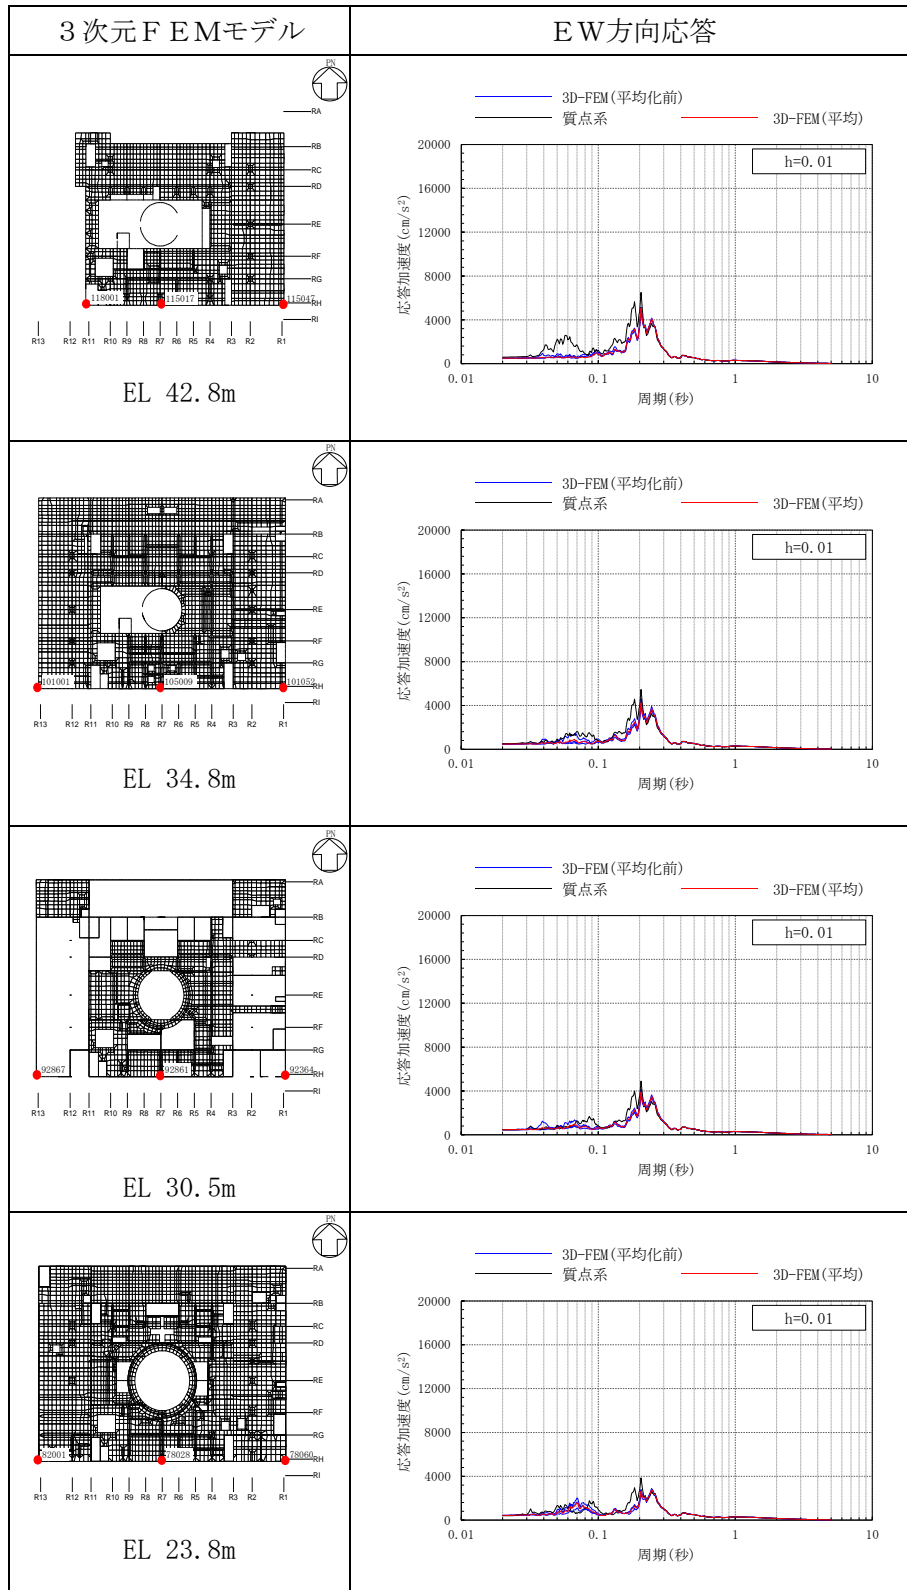 ３次元ＦＥＭモデル
ＥＷ方向応答
PN
RA
RB
RC
RD
RE
RF
RG
RH
RI
118001
115017
115047
R13 R12 R11 R10 R9 R8 R7 R6 R5 R4 R3 R2 R1
EL 42.8m
3D-FEM(平均化前)
質点系 3D-FEM(平均)
h=0.01
応答加速度(cm/s²)
20000
16000
12000
8000
4000
0
0.01 0.1 1 10
周期(秒)
PN
RA
RB
RC
RD
RE
RF
RG
RH
RI
101001
105009
101052
R13 R12 R11 R10 R9 R8 R7 R6 R5 R4 R3 R2 R1
EL 34.8m
3D-FEM(平均化前)
質点系 3D-FEM(平均)
h=0.01
応答加速度(cm/s²)
20000
16000
12000
8000
4000
0
0.01 0.1 1 10
周期(秒)
PN
RA
RB
RC
RD
RE
RF
RG
RH
RI
92867
92861
92364
R13 R12 R11 R10 R9 R8 R7 R6 R5 R4 R3 R2 R1
EL 30.5m
3D-FEM(平均化前)
質点系 3D-FEM(平均)
h=0.01
応答加速度(cm/s²)
20000
16000
12000
8000
4000
0
0.01 0.1 1 10
周期(秒)
PN
RA
RB
RC
RD
RE
RF
RG
RH
RI
82001
78028
78060
R13 R12 R11 R10 R9 R8 R7 R6 R5 R4 R3 R2 R1
EL 23.8m
3D-FEM(平均化前)
質点系 3D-FEM(平均)
h=0.01
応答加速度(cm/s²)
20000
16000
12000
8000
4000
0
0.01 0.1 1 10
周期(秒)